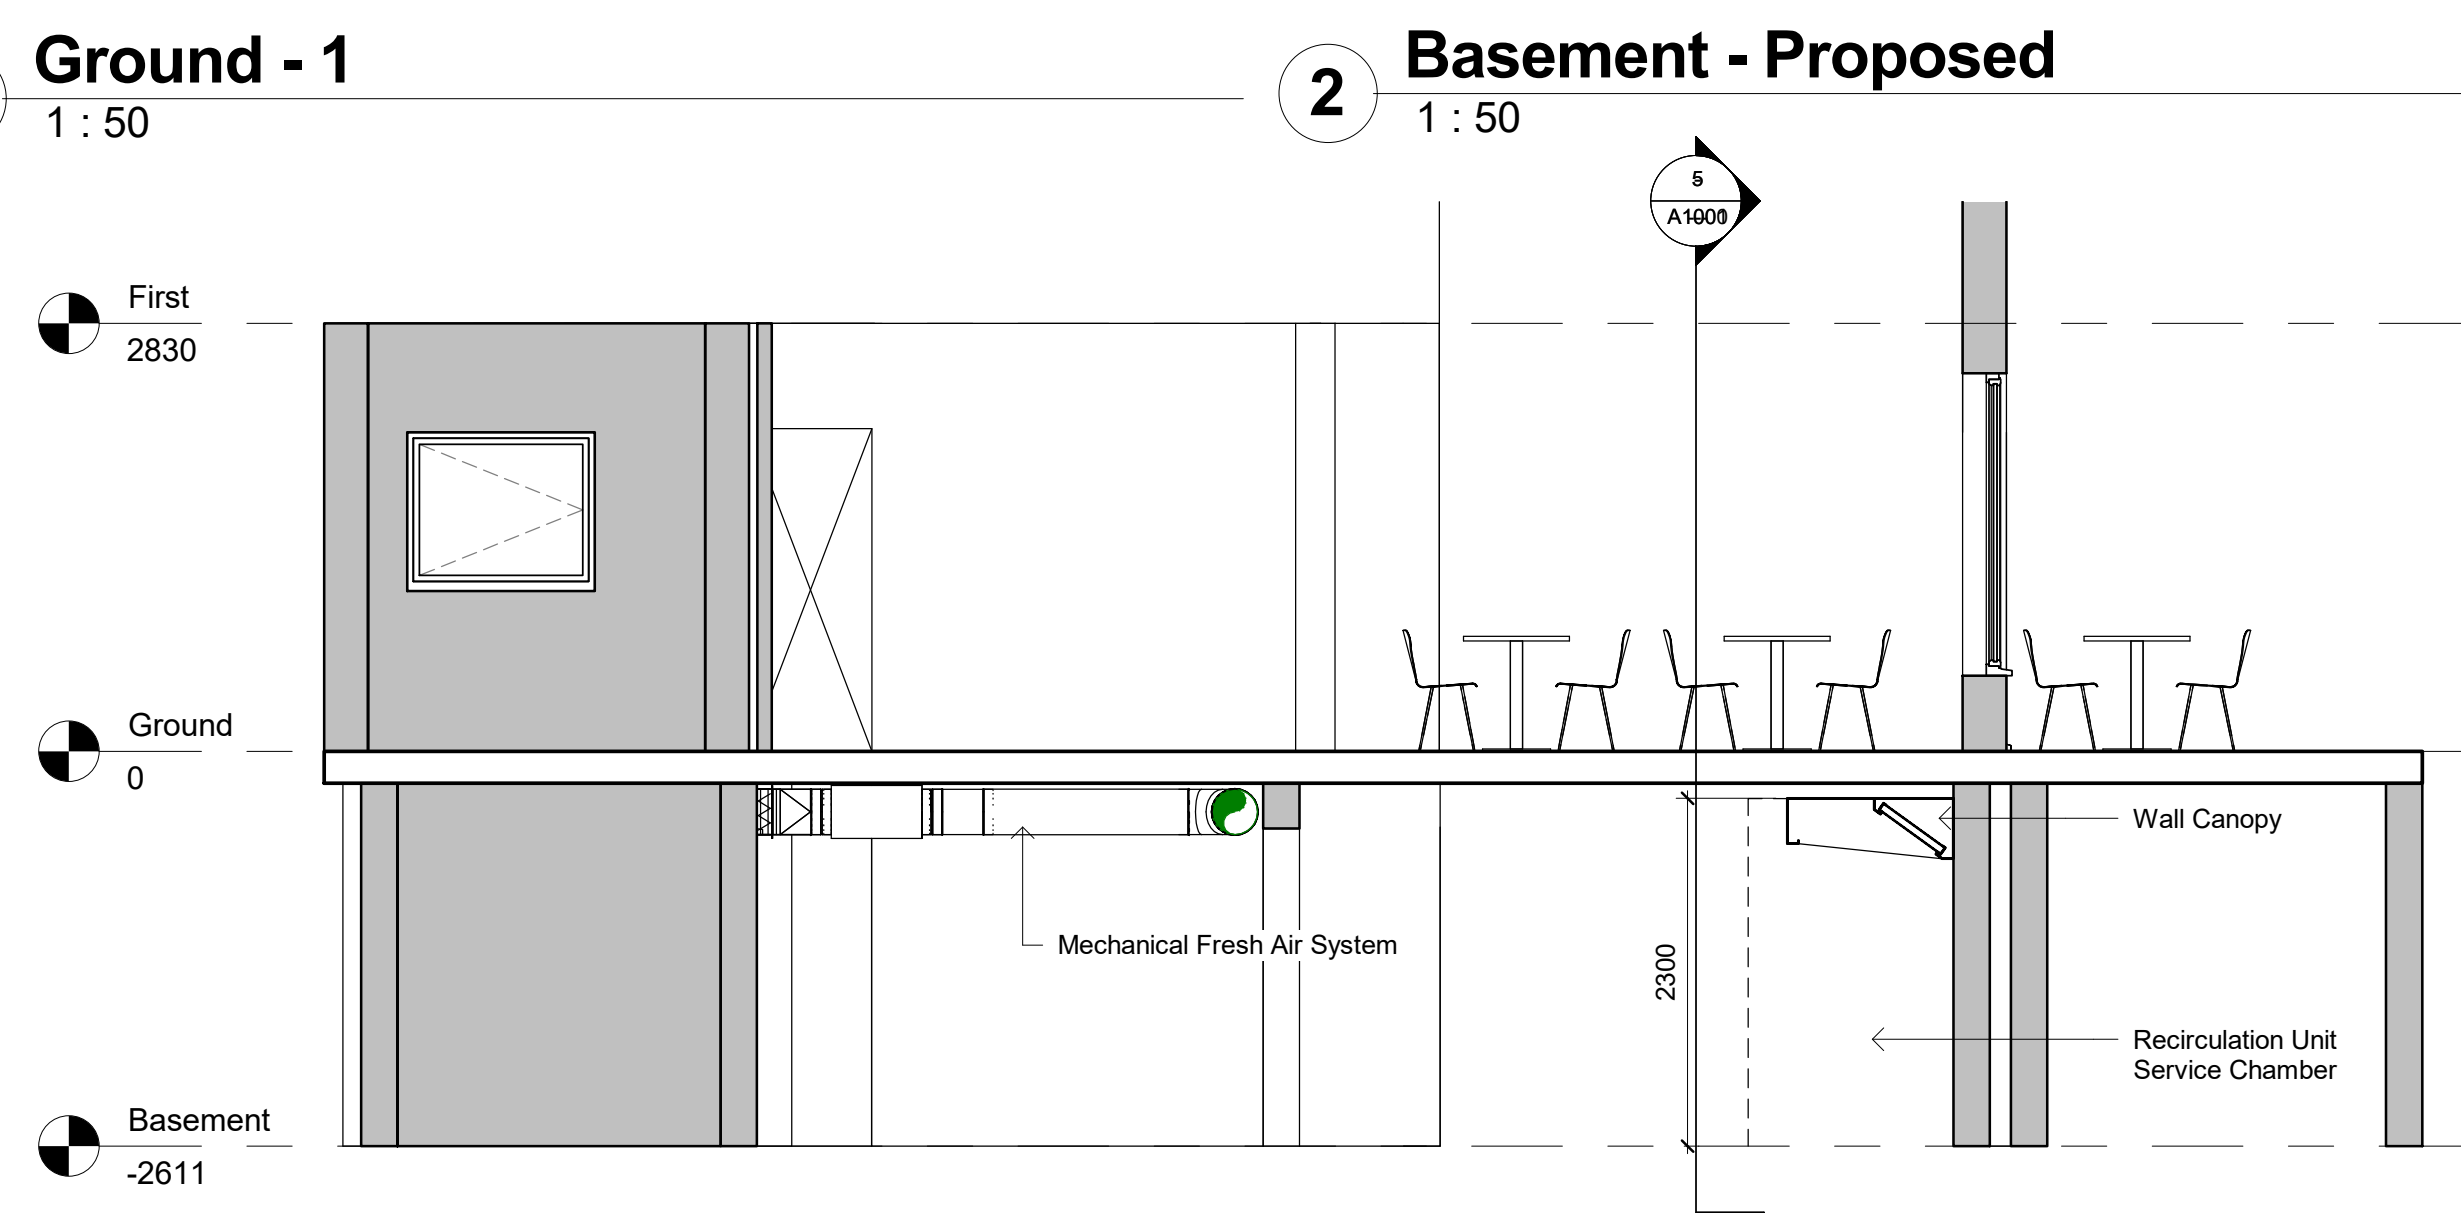 Ground - 1
1 : 50
2
Basement - Proposed
1 : 50
5
First
2830
Ground
0
Wall Canopy
Mechanical Fresh Air System
2300
Recirculation Unit
Service Chamber
Basement
-2611